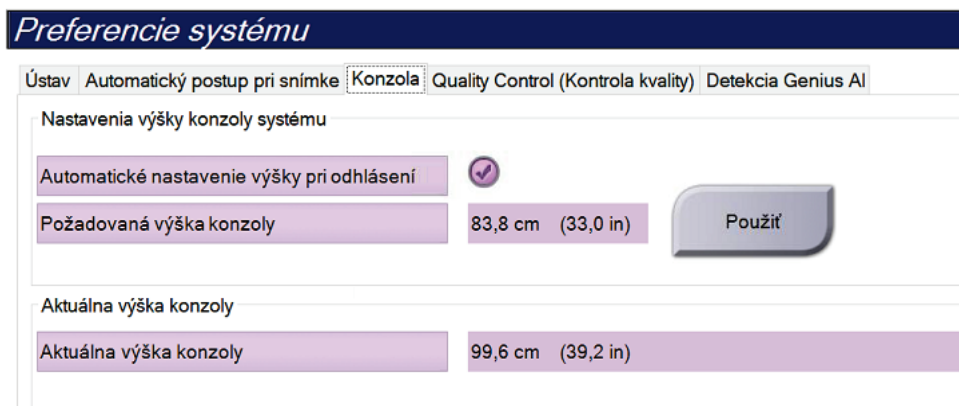 Preferencie systému
Ústav Automatický postup pri snímke Konzola Quality Control (Kontrola kvality) Detekcia Genius AI
Nastavenia výšky konzoly systému
Automatické nastavenie výšky pri odhlásení
Požadovaná výška konzoly 83,8 cm (33,0 in) Použiť
Aktuálna výška konzoly
Aktuálna výška konzoly 99,6 cm (39,2 in)